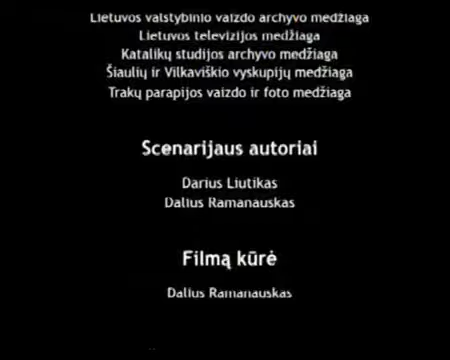 Lietuvos valstybinio vaizdo archyvo medžiaga
Lietuvos televizijos medžiaga
Katalikų studijos archyvo medžiaga
Šiaulių ir Vilkaviškio vyskupijų medžiaga
Trakų parapijos vaizdo ir foto medžiaga
Scenarijaus autoriai
Darius Liutikas
Dalius Ramanauskas
Filmą kūrė
Dalius Ramanauskas